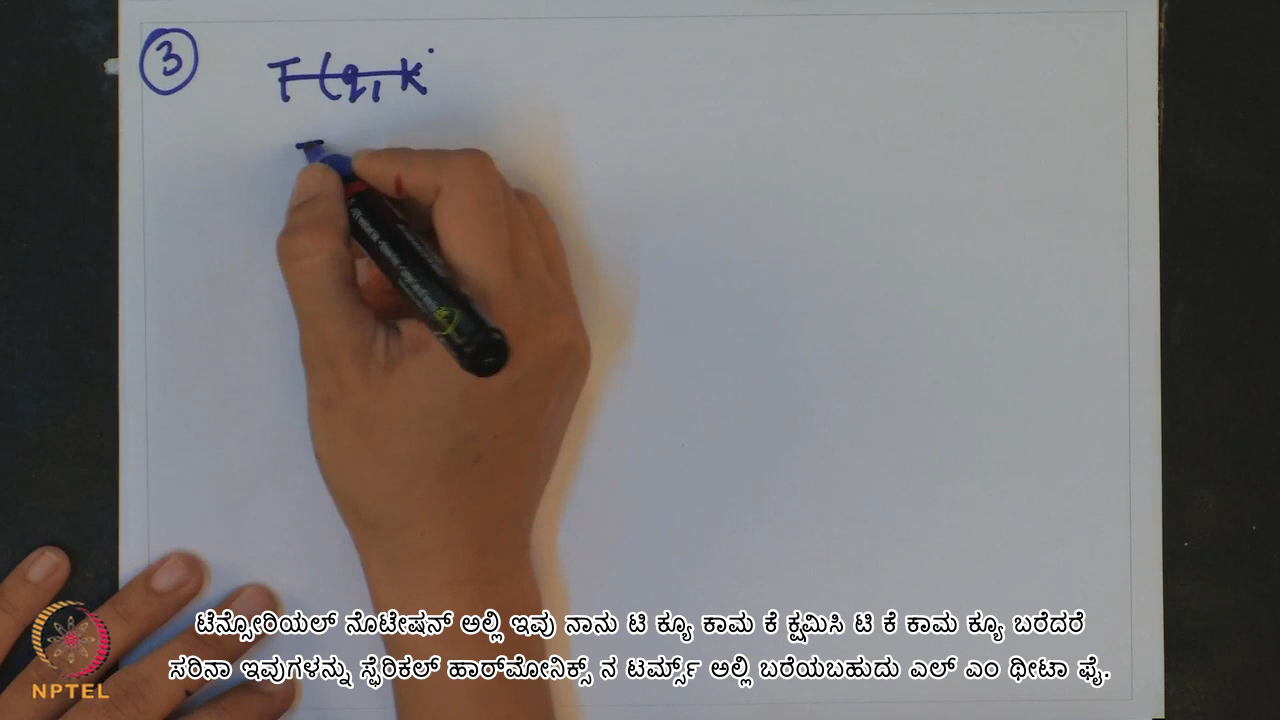 3
T(q, k
ಟೆನ್ಸೋರಿಯಲ್ ನೊಟೇಷನ್ ಅಲ್ಲಿ ಇವು ನಾನು ಟಿ ಕ್ಯೂ ಕಾಮ ಕೆ ಕ್ಷಮಿಸಿ ಟಿ ಕೆ ಕಾಮ ಕ್ಯೂ ಬರೆದರೆ
ಸರಿನಾ ಇವುಗಳನ್ನು ಸ್ಫೆರಿಕಲ್ ಹಾರ್ಮೋನಿಕ್ಸ್ ನ ಟರ್ಮ್ಸ್ ಅಲ್ಲಿ ಬರೆಯಬಹುದು ಎಲ್ ಎಂ ಥೀಟಾ ಫೈ.
NPTEL